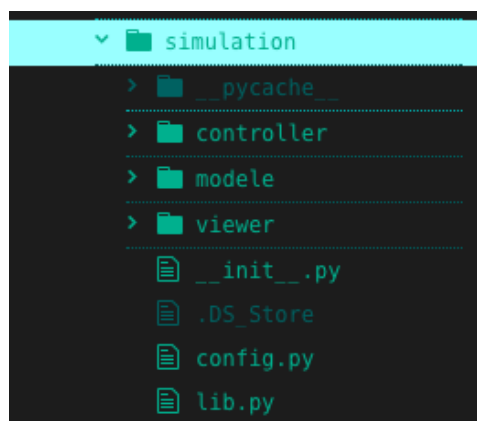 simulation
__pycache__
controller
modele
viewer
__init__.py
.DS_Store
config.py
lib.py